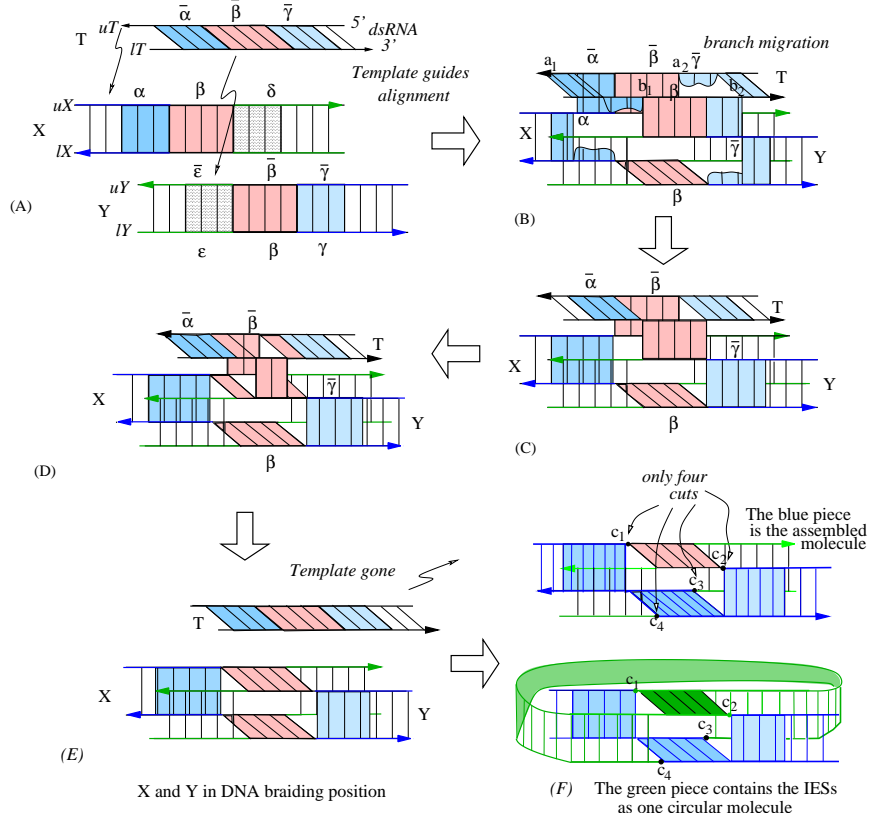 ᾱ β̄ γ̄
uT 5' dsRNA
T
lT 3'
Template guides
alignment
α β δ
uX
X
lX
ε̄ β̄ γ̄
uY
Y
lY
ε β γ
(A)
branch migration
a1 ᾱ β̄ a2 γ̄
T
b1 β b2
α
X
γ̄
Y
β
(B)
ᾱ β̄
T
X γ̄
Y
β
(C)
ᾱ β̄
T
γ̄
X Y
β
(D)
Template gone
T
X
Y
(E)
X and Y in DNA braiding position
only four
cuts
The blue piece
is the assembled
molecule
c1
c2
c3
c4
c1
c2
c3
c4
(F) The green piece contains the IESs
as one circular molecule